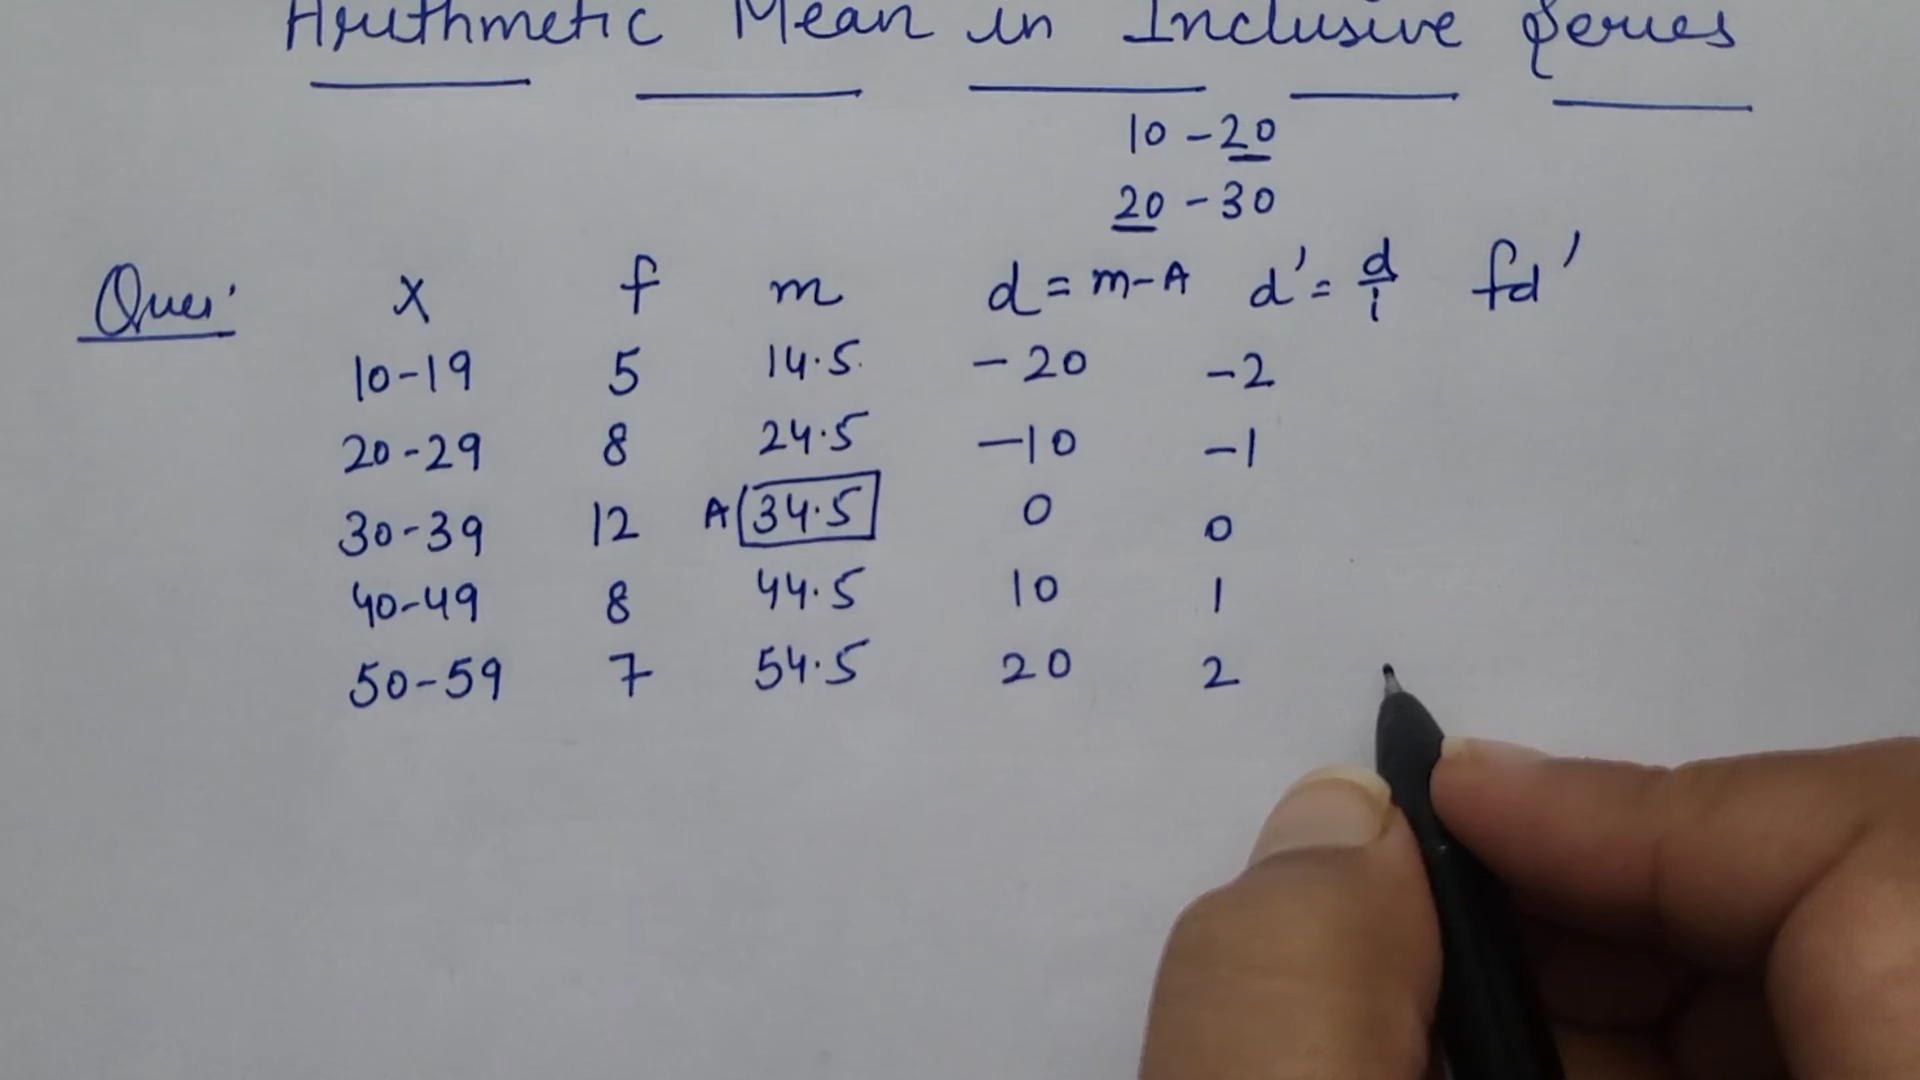 Arithmetic Mean in Inclusive Series
10 - 20
20 - 30
Ques: X f m d = m - A d' = d/i fd'
10-19 5 14.5 -20 -2
20-29 8 24.5 -10 -1
30-39 12 A 34.5 0 0
40-49 8 44.5 10 1
50-59 7 54.5 20 2